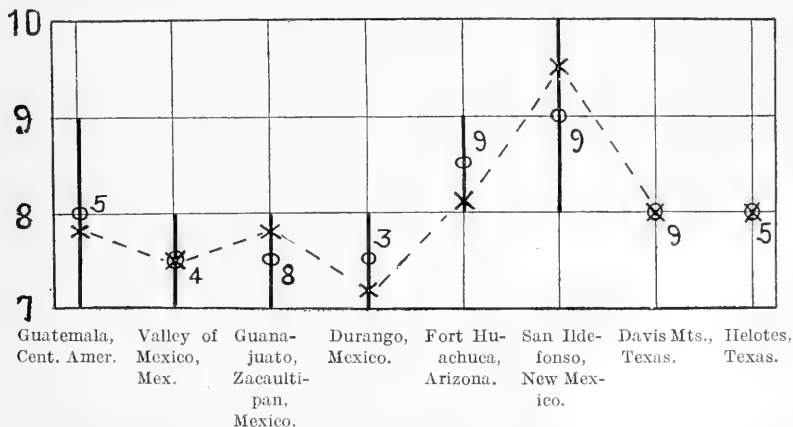 10
9
8
7
5
4
8
3
9
9
9
5
Guatemala,
Cent. Amer.
Valley of
Mexico,
Mex.
Guana-
juato,
Zacaulti-
pan,
Mexico.
Durango,
Mexico.
Fort Hu-
achuca,
Arizona.
San Ilde-
fonso,
New Mex-
ico.
Davis Mts.,
Texas.
Helotes,
Texas.